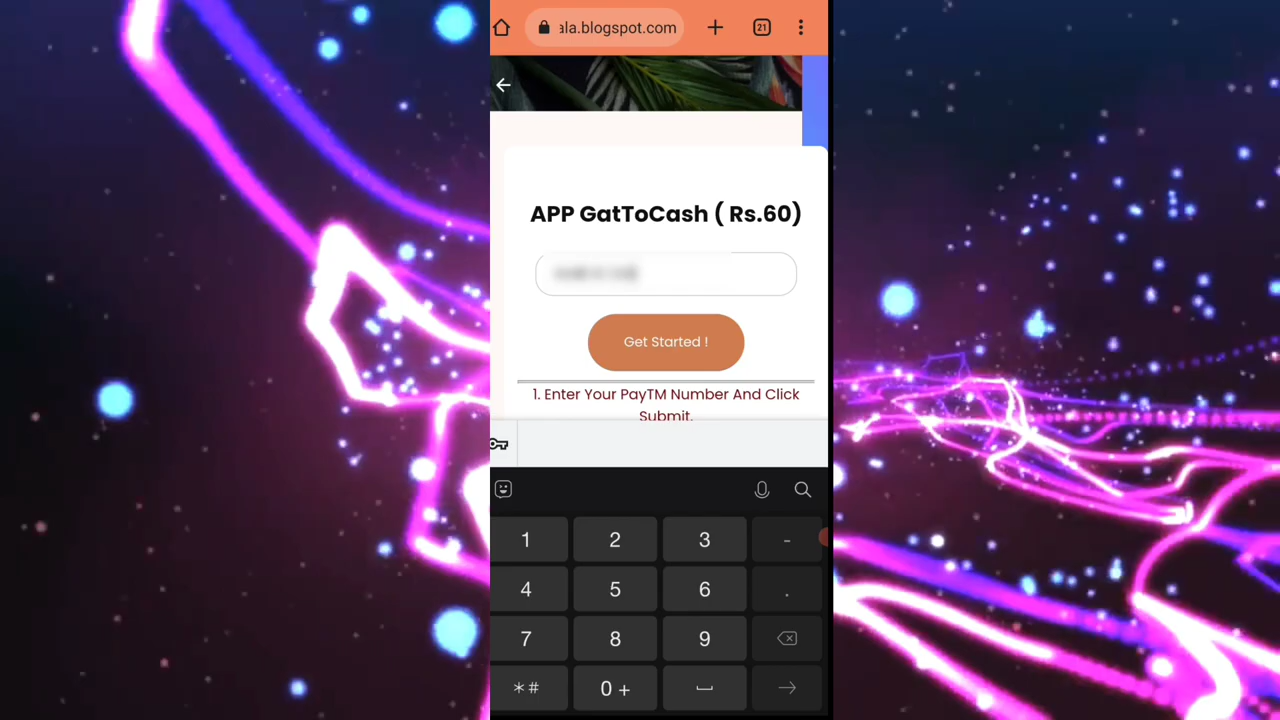 ala.blogspot.com
21
APP GatToCash ( Rs.60)
Get Started !
1. Enter Your PayTM Number And Click
Submit.
1 2 3 -
4 5 6 .
7 8 9
*# 0 +